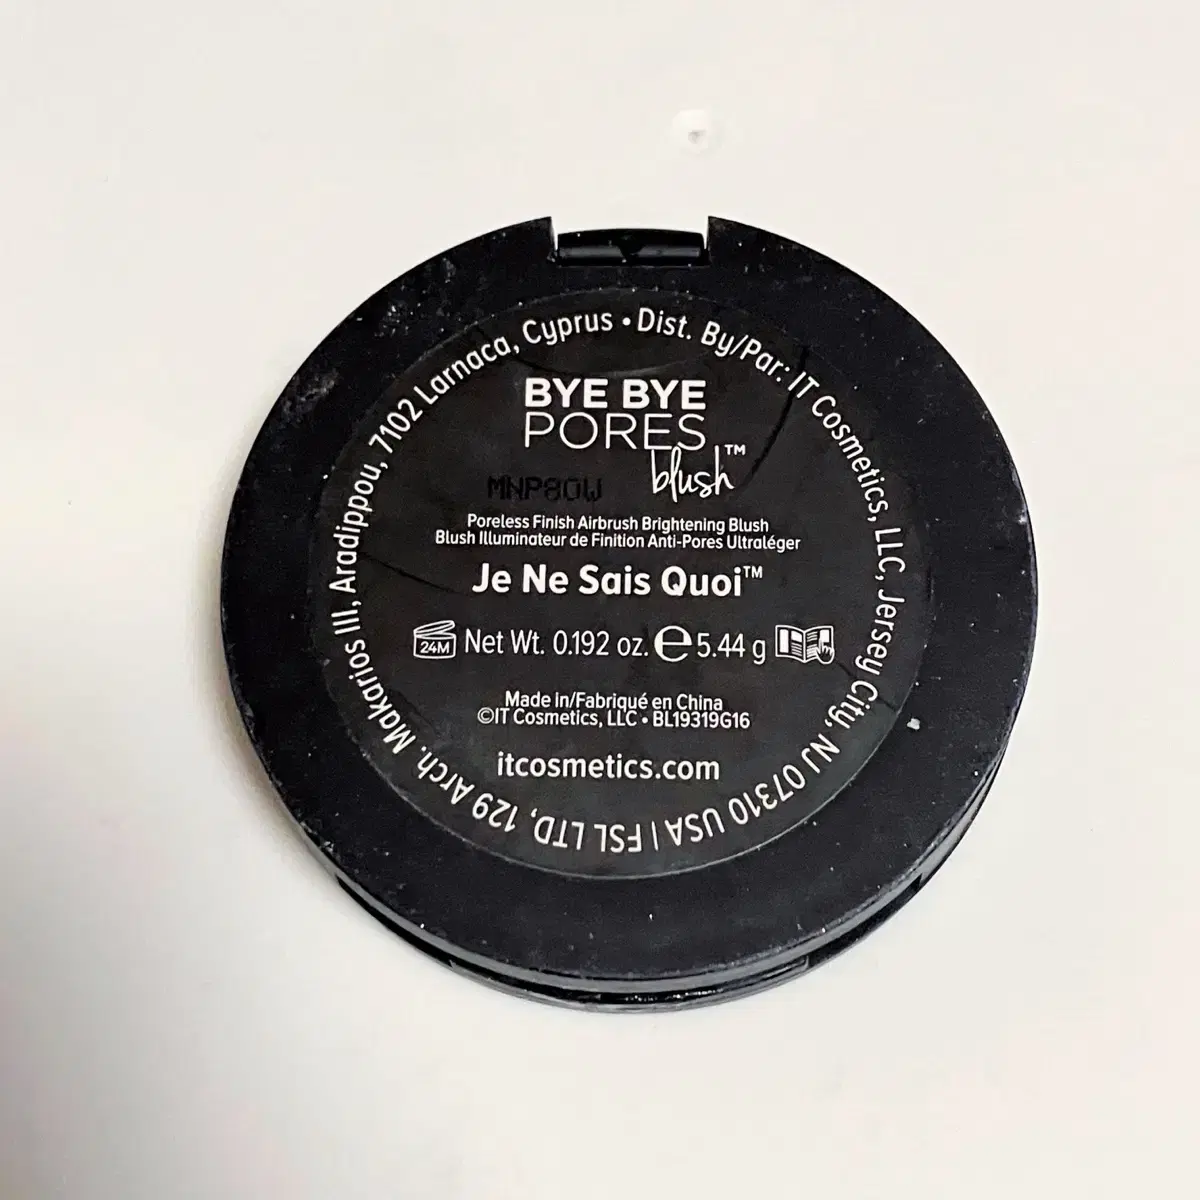 BYE BYE
PORES
blush™
MNP80W
Poreless Finish Airbrush Brightening Blush
Blush Illuminateur de Finition Anti-Pores Ultraléger
Je Ne Sais Quoi™
24M Net Wt. 0.192 oz. ℮ 5.44 g
Made in/Fabriqué en China
©IT Cosmetics, LLC • BL19319G16
itcosmetics.com
Dist. By/Par: IT Cosmetics, LLC, Jersey City, NJ 07310 USA | FSL LTD, 129 Arch. Makarios III, Aradippou, 7102 Larnaca, Cyprus •